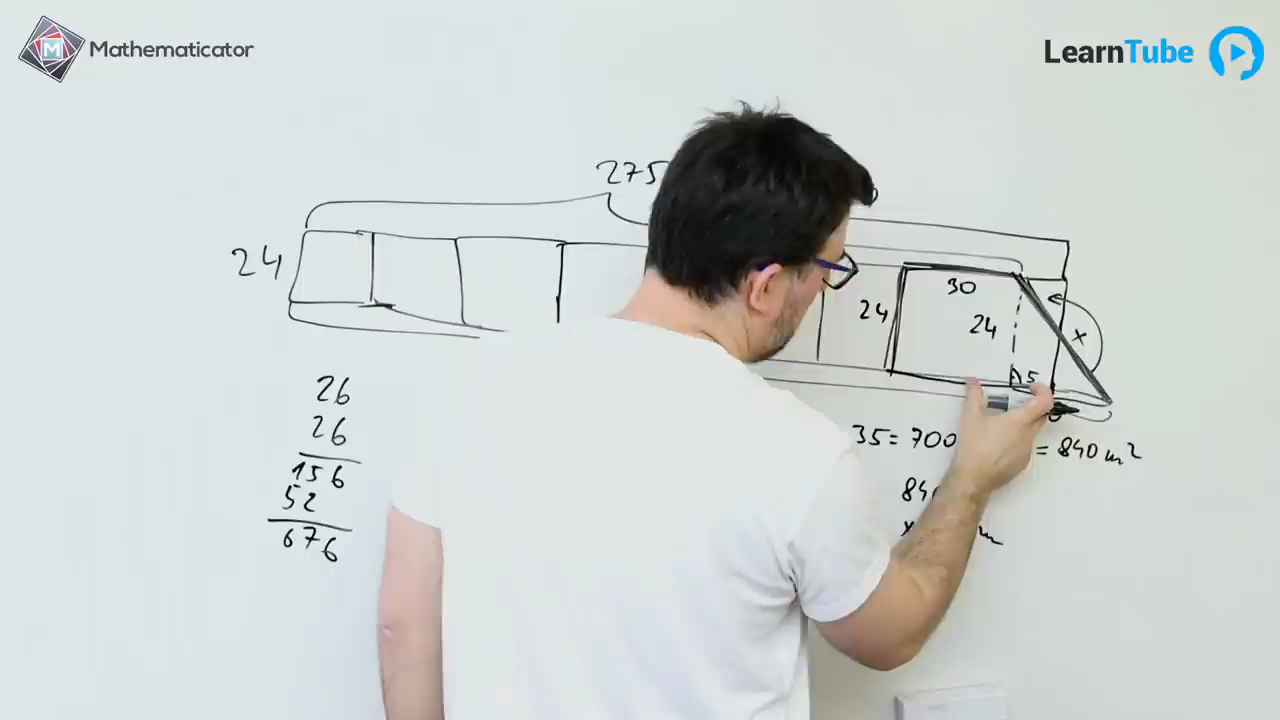 Mathematicator
LearnTube
275
24
30
24
24
x
5
26
26
156
52
676
35 = 700
= 840 m²